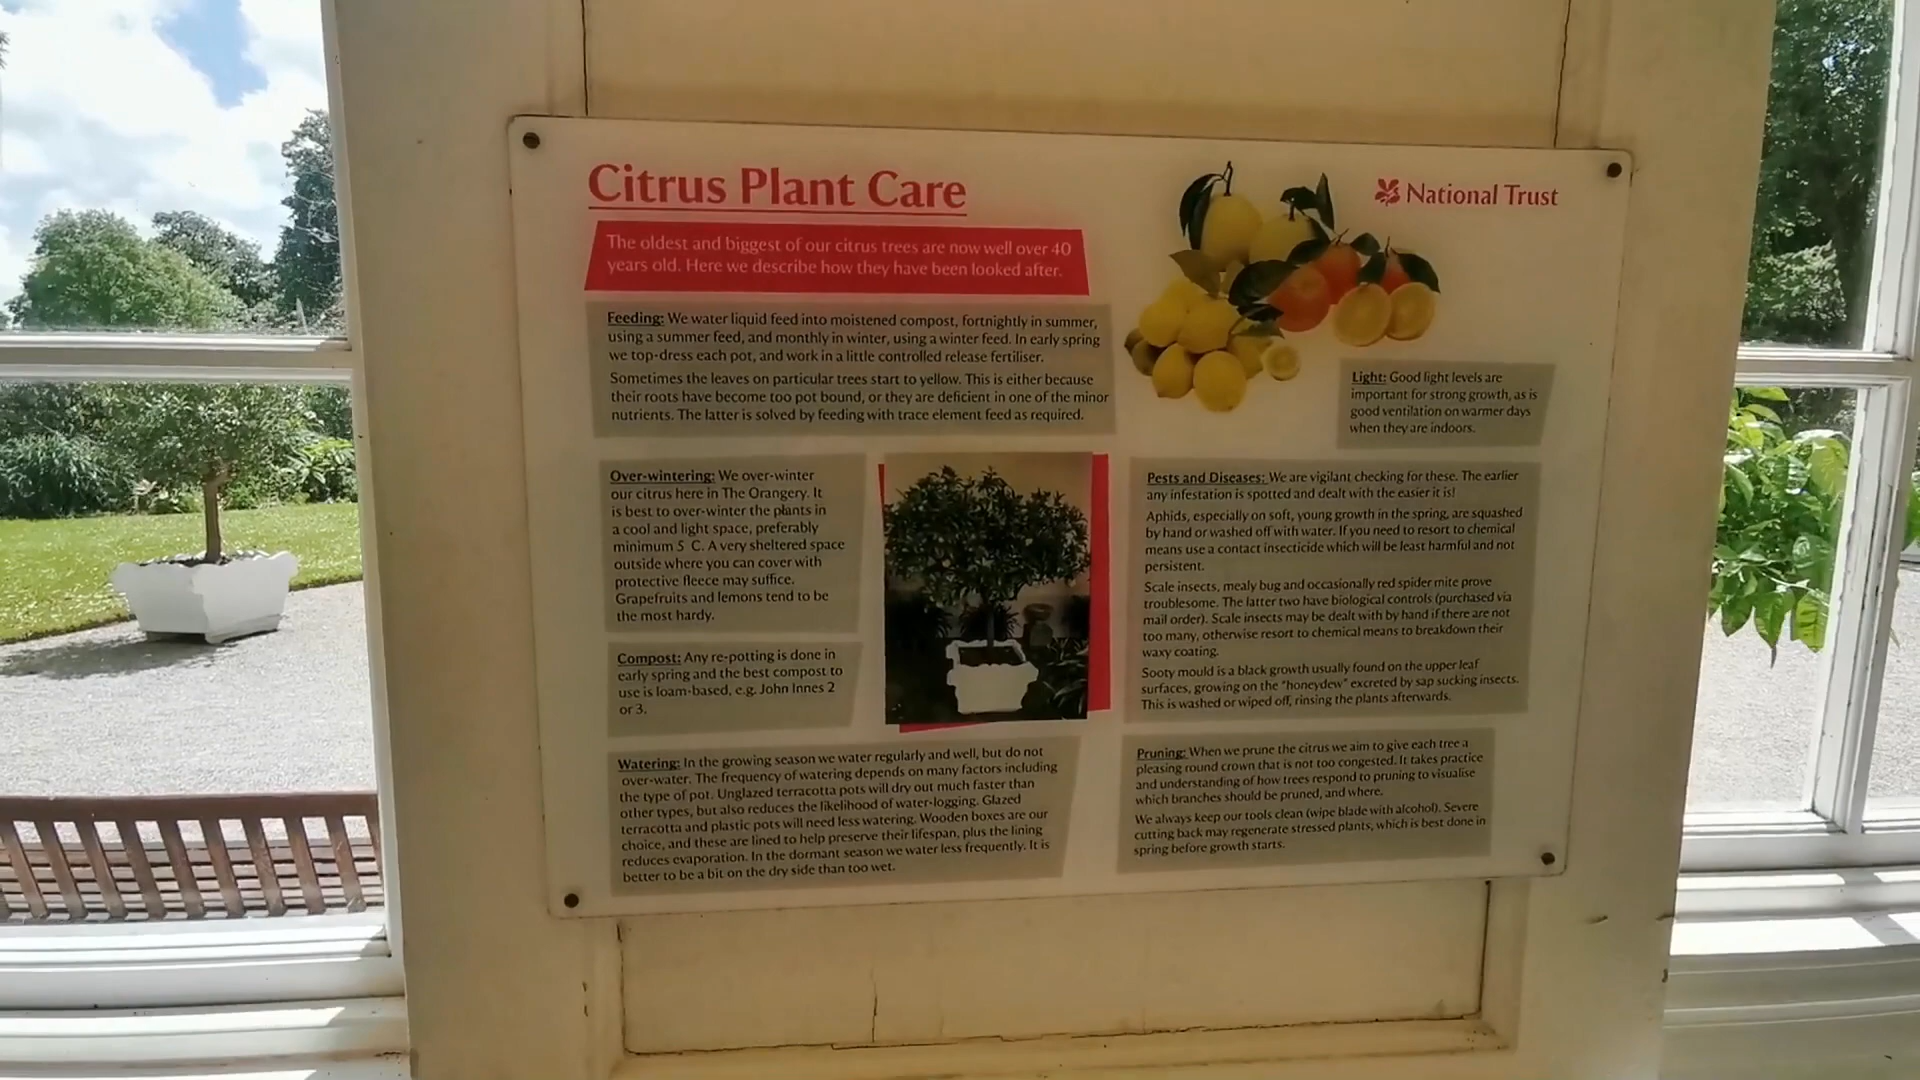 Citrus Plant Care
National Trust
The oldest and biggest of our citrus trees are now well over 40
years old. Here we describe how they have been looked after.
Feeding: We water liquid feed into moistened compost, fortnightly in summer,
using a summer feed, and monthly in winter, using a winter feed. In early spring
we top-dress each pot, and work in a little controlled release fertiliser.
Sometimes the leaves on particular trees start to yellow. This is either because
their roots have become too pot bound, or they are deficient in one of the minor
nutrients. The latter is solved by feeding with trace element feed as required.
Light: Good light levels are
important for strong growth, as is
good ventilation on warmer days
when they are indoors.
Over-wintering: We over-winter
our citrus here in The Orangery. It
is best to over-winter the plants in
a cool and light space, preferably
minimum 5 C. A very sheltered space
outside where you can cover with
protective fleece may suffice.
Grapefruits and lemons tend to be
the most hardy.
Compost: Any re-potting is done in
early spring and the best compost to
use is loam-based, e.g. John Innes 2
or 3.
Watering: In the growing season we water regularly and well, but do not
over-water. The frequency of watering depends on many factors including
the type of pot. Unglazed terracotta pots will dry out much faster than
other types, but also reduces the likelihood of water-logging. Glazed
terracotta and plastic pots will need less watering. Wooden boxes are our
choice, and these are lined to help preserve their lifespan, plus the lining
reduces evaporation. In the dormant season we water less frequently. It is
better to be a bit on the dry side than too wet.
Pests and Diseases: We are vigilant checking for these. The earlier
any infestation is spotted and dealt with the easier it is!
Aphids, especially on soft, young growth in the spring, are squashed
by hand or washed off with water. If you need to resort to chemical
means use a contact insecticide which will be least harmful and not
persistent.
Scale insects, mealy bug and occasionally red spider mite prove
troublesome. The latter two have biological controls (purchased via
mail order). Scale insects may be dealt with by hand if there are not
too many, otherwise resort to chemical means to breakdown their
waxy coating.
Sooty mould is a black growth usually found on the upper leaf
surfaces, growing on the "honeydew" excreted by sap sucking insects.
This is washed or wiped off, rinsing the plants afterwards.
Pruning: When we prune the citrus we aim to give each tree a
pleasing round crown that is not too congested. It takes practice
and understanding of how trees respond to pruning to visualise
which branches should be pruned, and where.
We always keep our tools clean (wipe blade with alcohol). Severe
cutting back may regenerate stressed plants, which is best done in
spring before growth starts.